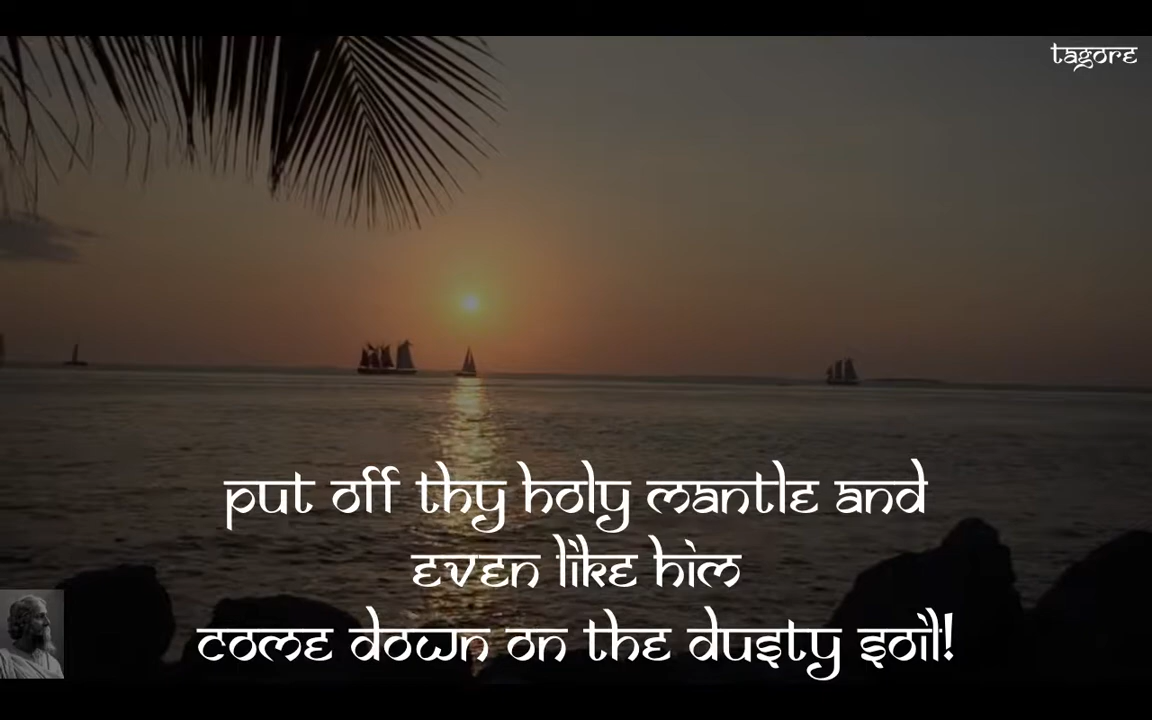 tagore
put off thy holy mantle and
even like him
come down on the dusty soil!